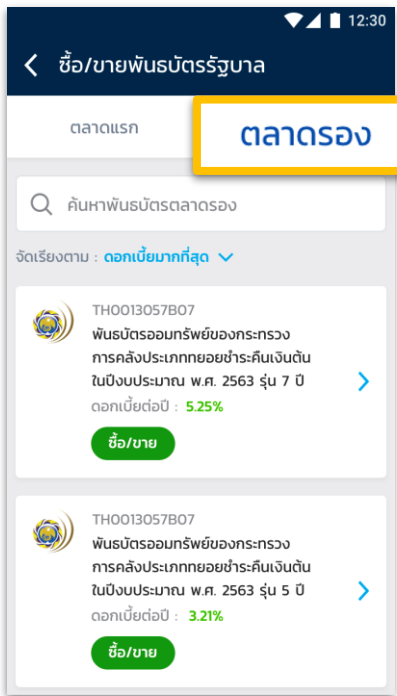 12:30
ซื้อ/ขายพันธบัตรรัฐบาล
ตลาดแรก
ตลาดรอง
ค้นหาพันธบัตรตลาดรอง
จัดเรียงตาม : ดอกเบี้ยมากที่สุด
TH0013057B07
พันธบัตรออมทรัพย์ของกระทรวง
การคลังประเภททยอยชำระคืนเงินต้น
ในปีงบประมาณ พ.ศ. 2563 รุ่น 7 ปี
ดอกเบี้ยต่อปี : 5.25%
ซื้อ/ขาย
TH0013057B07
พันธบัตรออมทรัพย์ของกระทรวง
การคลังประเภททยอยชำระคืนเงินต้น
ในปีงบประมาณ พ.ศ. 2563 รุ่น 5 ปี
ดอกเบี้ยต่อปี : 3.21%
ซื้อ/ขาย